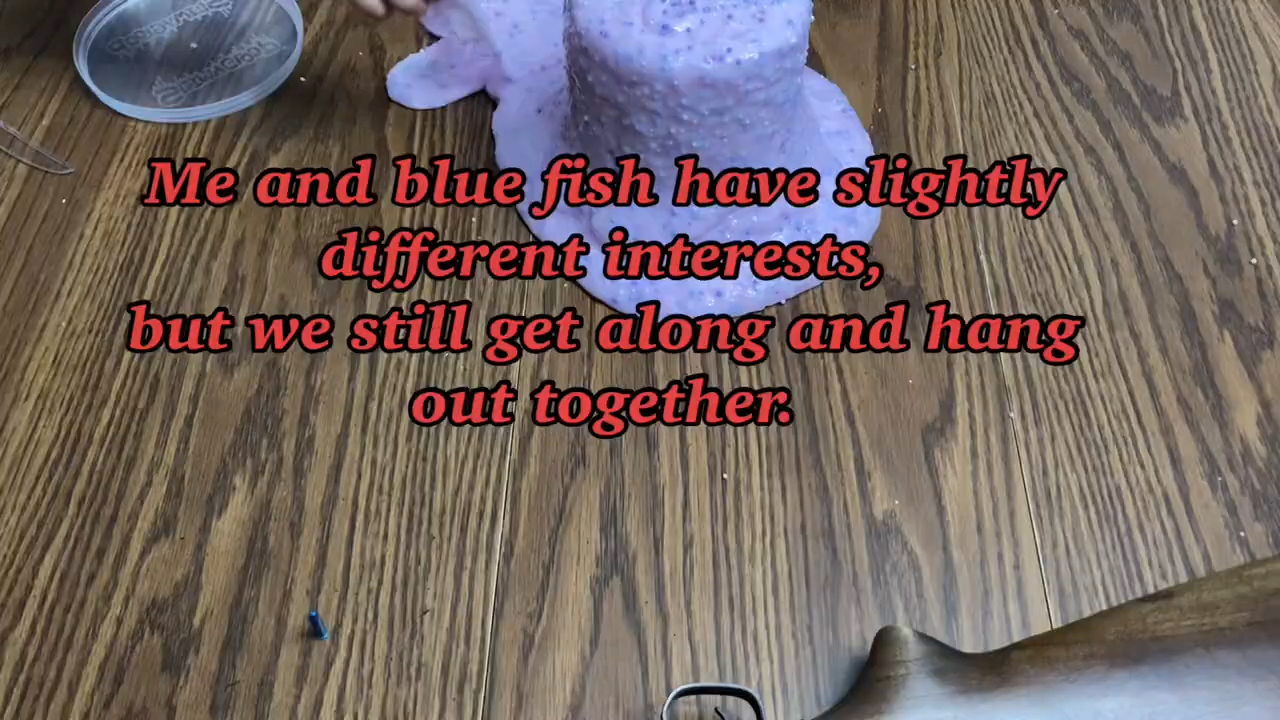 Me and blue fish have slightly
different interests,
but we still get along and hang
out together.